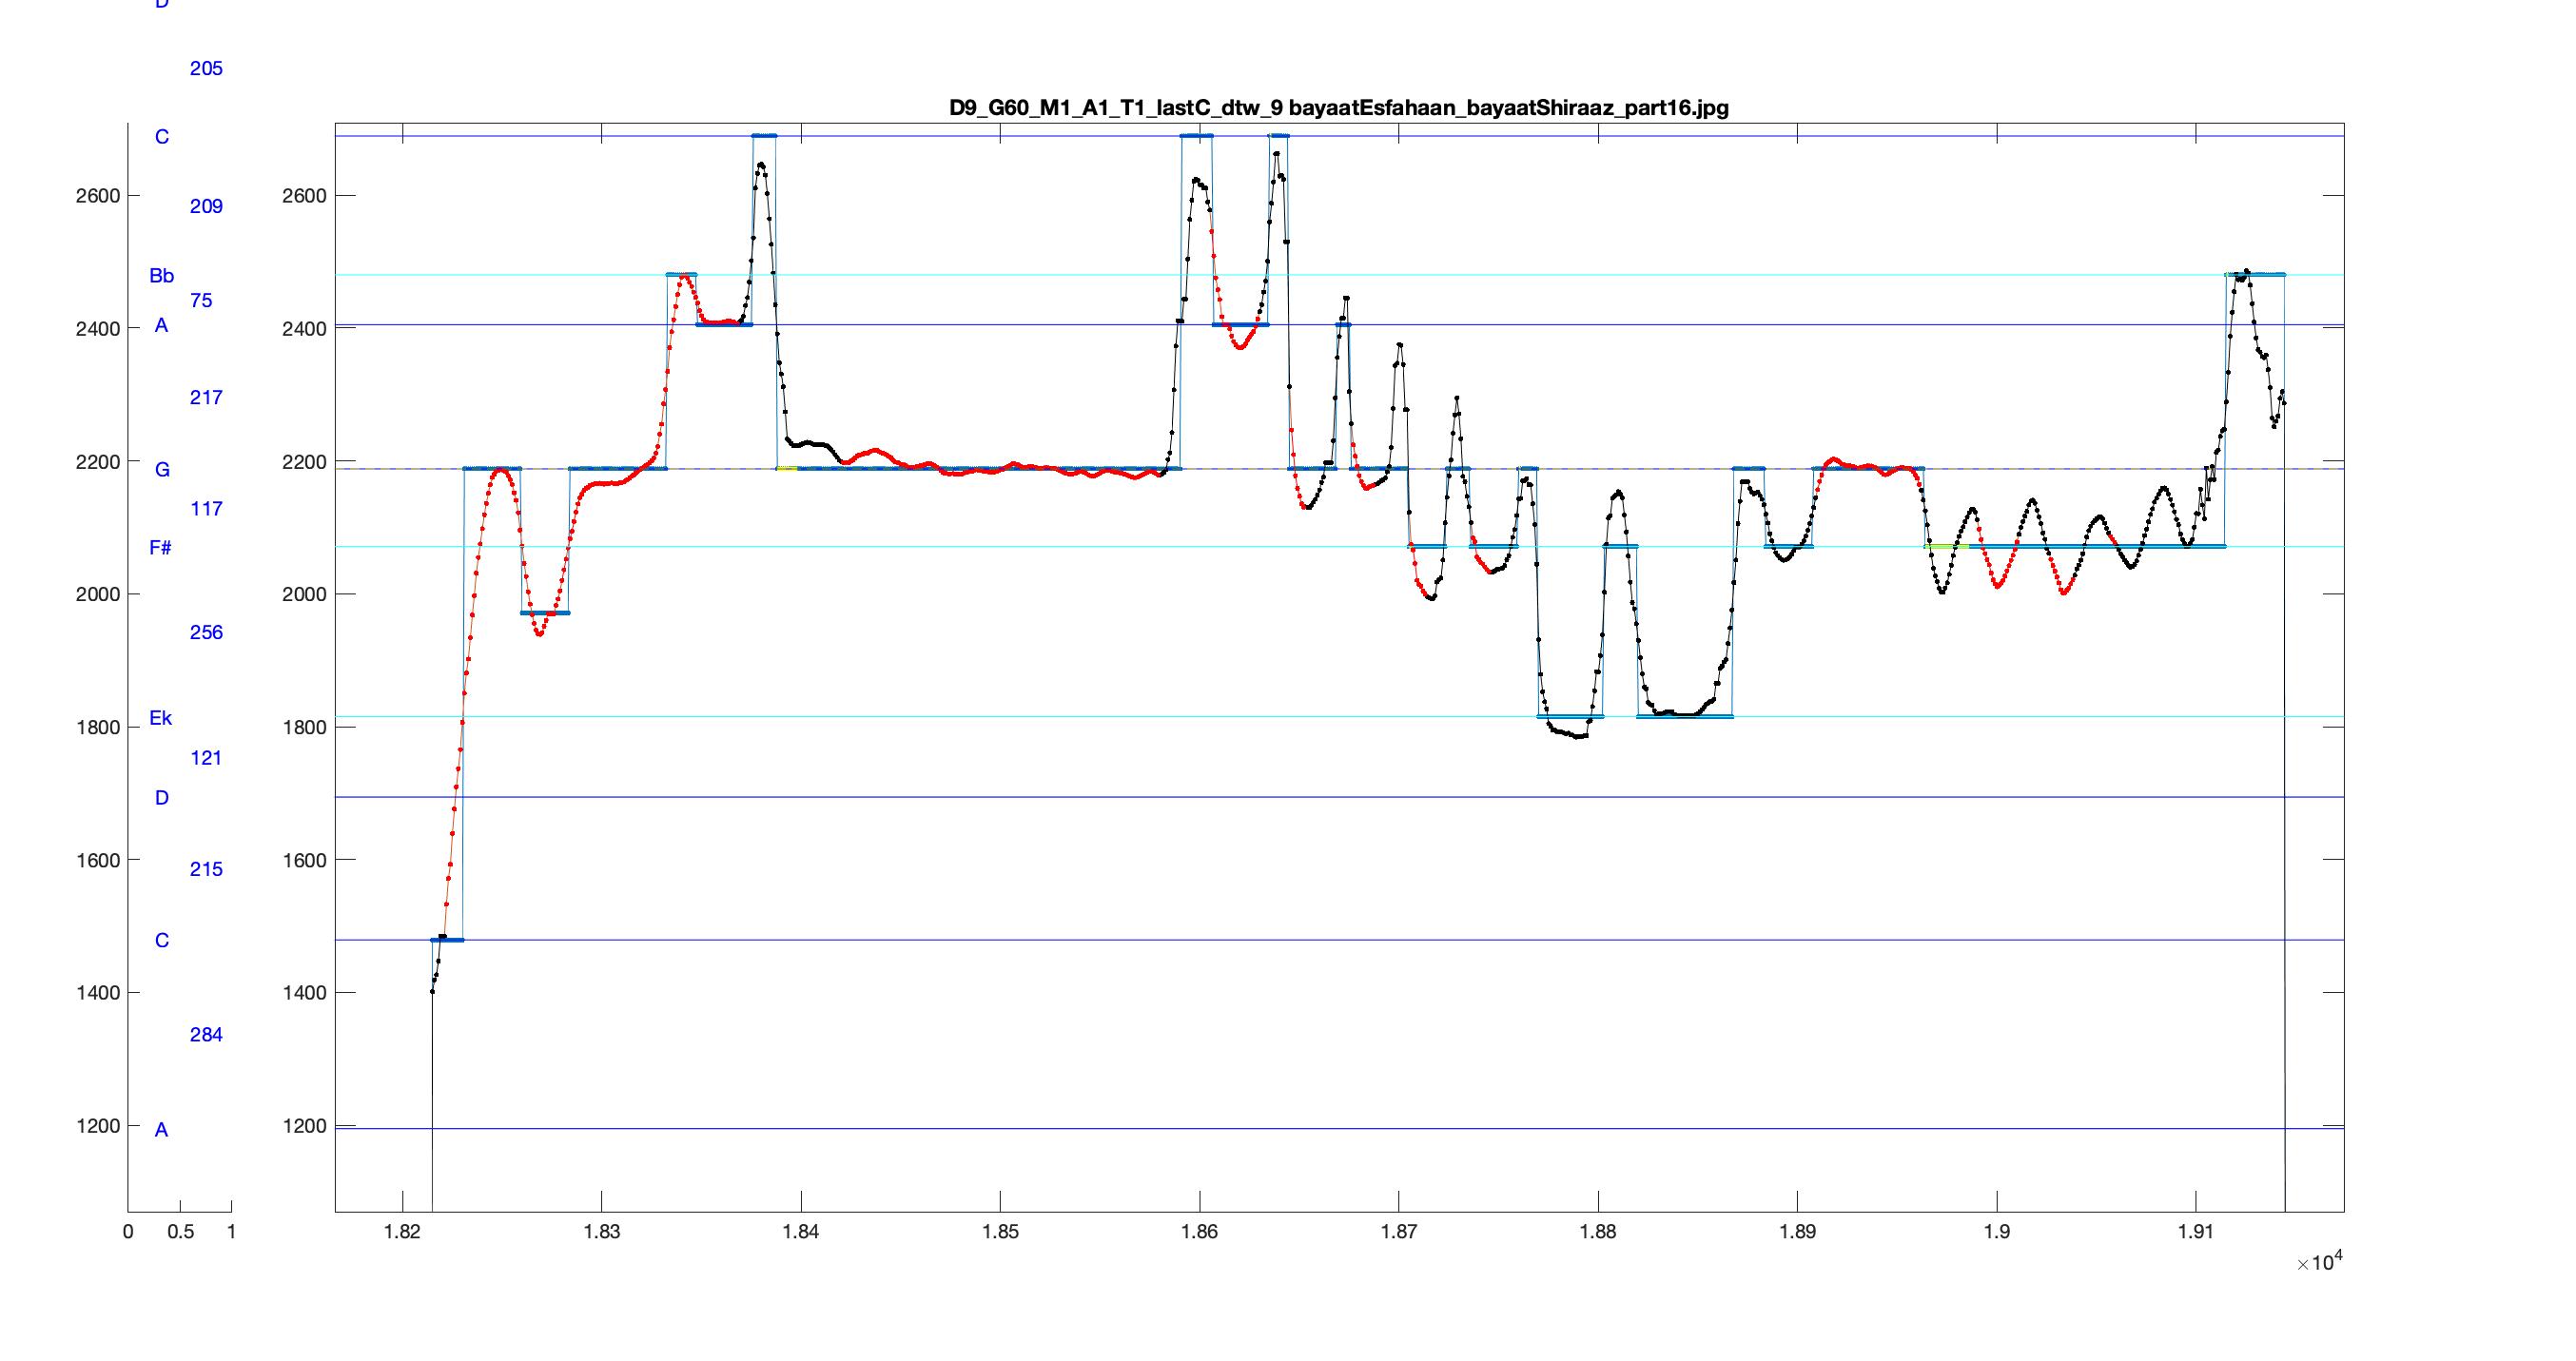 D
205
D9_G60_M1_A1_T1_lastC_dtw_9 bayaatEsfahaan_bayaatShiraaz_part16.jpg
C
2600 209 2600
Bb
75
2400 A 2400
217
2200 G 2200
117
F#
2000 2000
256
Ek
1800 1800
121
D
1600 1600
215
C
1400 1400
284
1200 A 1200
0 0.5 1 1.82 1.83 1.84 1.85 1.86 1.87 1.88 1.89 1.9 1.91
×10^4